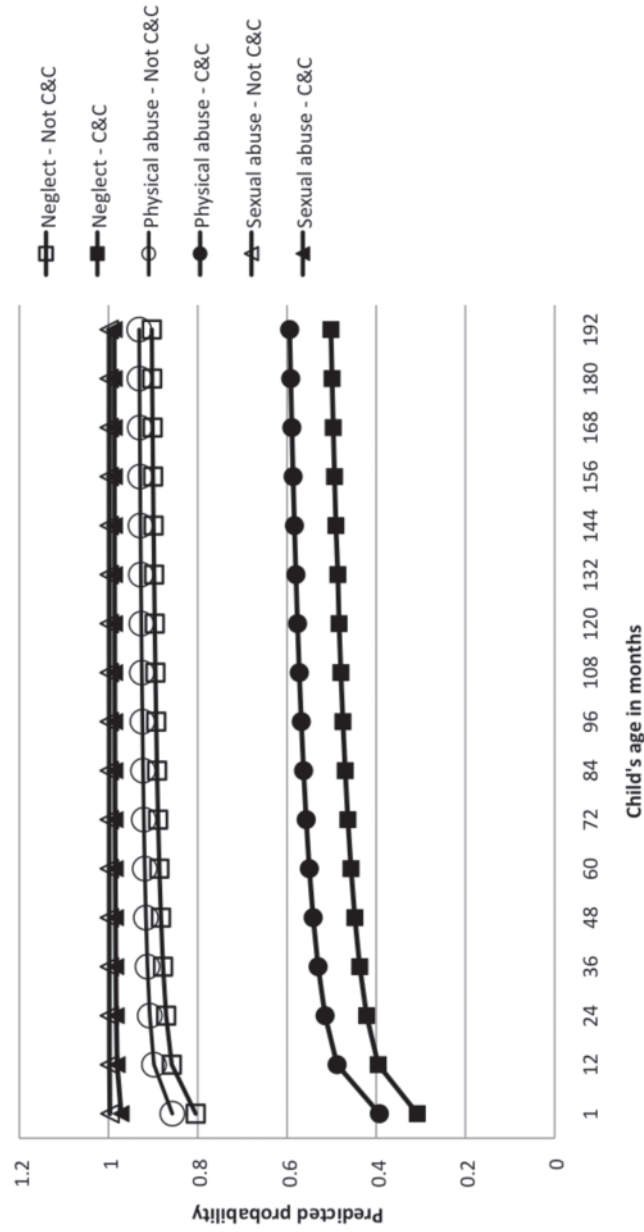 Neglect - Not C&C
Neglect - C&C
Physical abuse - Not C&C
Physical abuse - C&C
Sexual abuse - Not C&C
Sexual abuse - C&C
1.2
1
0.8
0.6
0.4
0.2
0
Predicted probability
1 12 24 36 48 60 72 84 96 108 120 132 144 156 168 180 192
Child's age in months